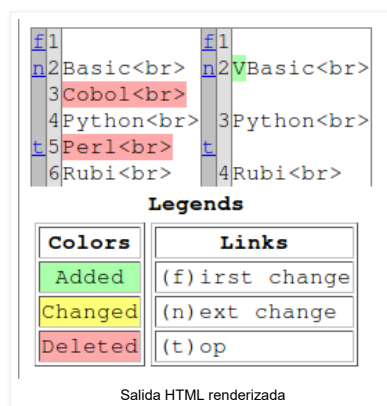 f 1 f 1
n 2 Basic<br> n 2 VBasic<br>
3 Cobol<br>
4 Python<br> 3 Python<br>
t 5 Perl<br> t
6 Rubi<br> 4 Rubi<br>
Legends
Colors Links
Added (f)irst change
Changed (n)ext change
Deleted (t)op
Salida HTML renderizada